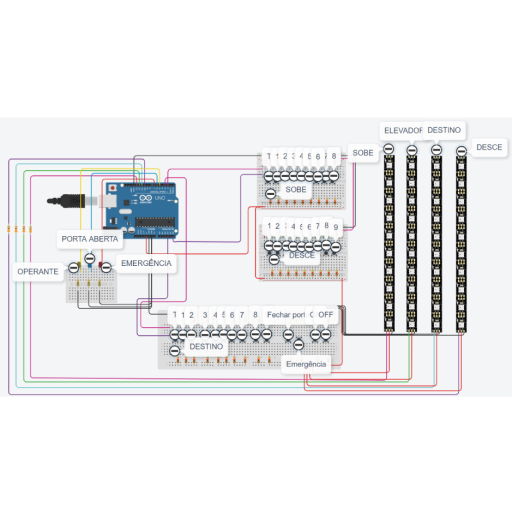 ELEVADOR DESTINO
SOBE
DESCE
T 1 2 3 4 5 6 7 8
SOBE
UNO
1 2 3 4 5 6 7 8 9
DESCE
PORTA ABERTA
EMERGÊNCIA
OPERANTE
T 1 2 3 4 5 6 7 8 Fechar port OFF
DESTINO
Emergência